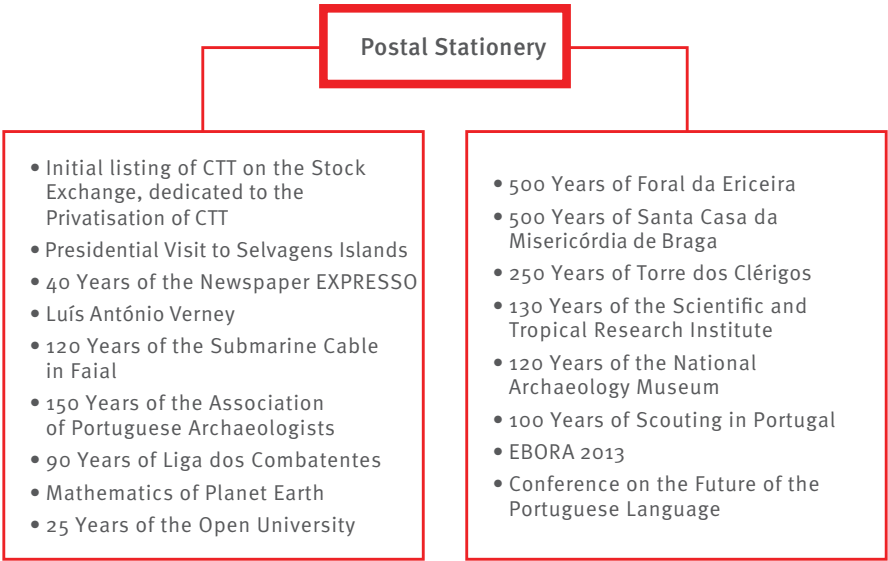 Postal Stationery
• Initial listing of CTT on the Stock
Exchange, dedicated to the
Privatisation of CTT
• Presidential Visit to Selvagens Islands
• 40 Years of the Newspaper EXPRESSO
• Luís António Verney
• 120 Years of the Submarine Cable
in Faial
• 150 Years of the Association
of Portuguese Archaeologists
• 90 Years of Liga dos Combatentes
• Mathematics of Planet Earth
• 25 Years of the Open University
• 500 Years of Foral da Ericeira
• 500 Years of Santa Casa da
Misericórdia de Braga
• 250 Years of Torre dos Clérigos
• 130 Years of the Scientific and
Tropical Research Institute
• 120 Years of the National
Archaeology Museum
• 100 Years of Scouting in Portugal
• EBORA 2013
• Conference on the Future of the
Portuguese Language